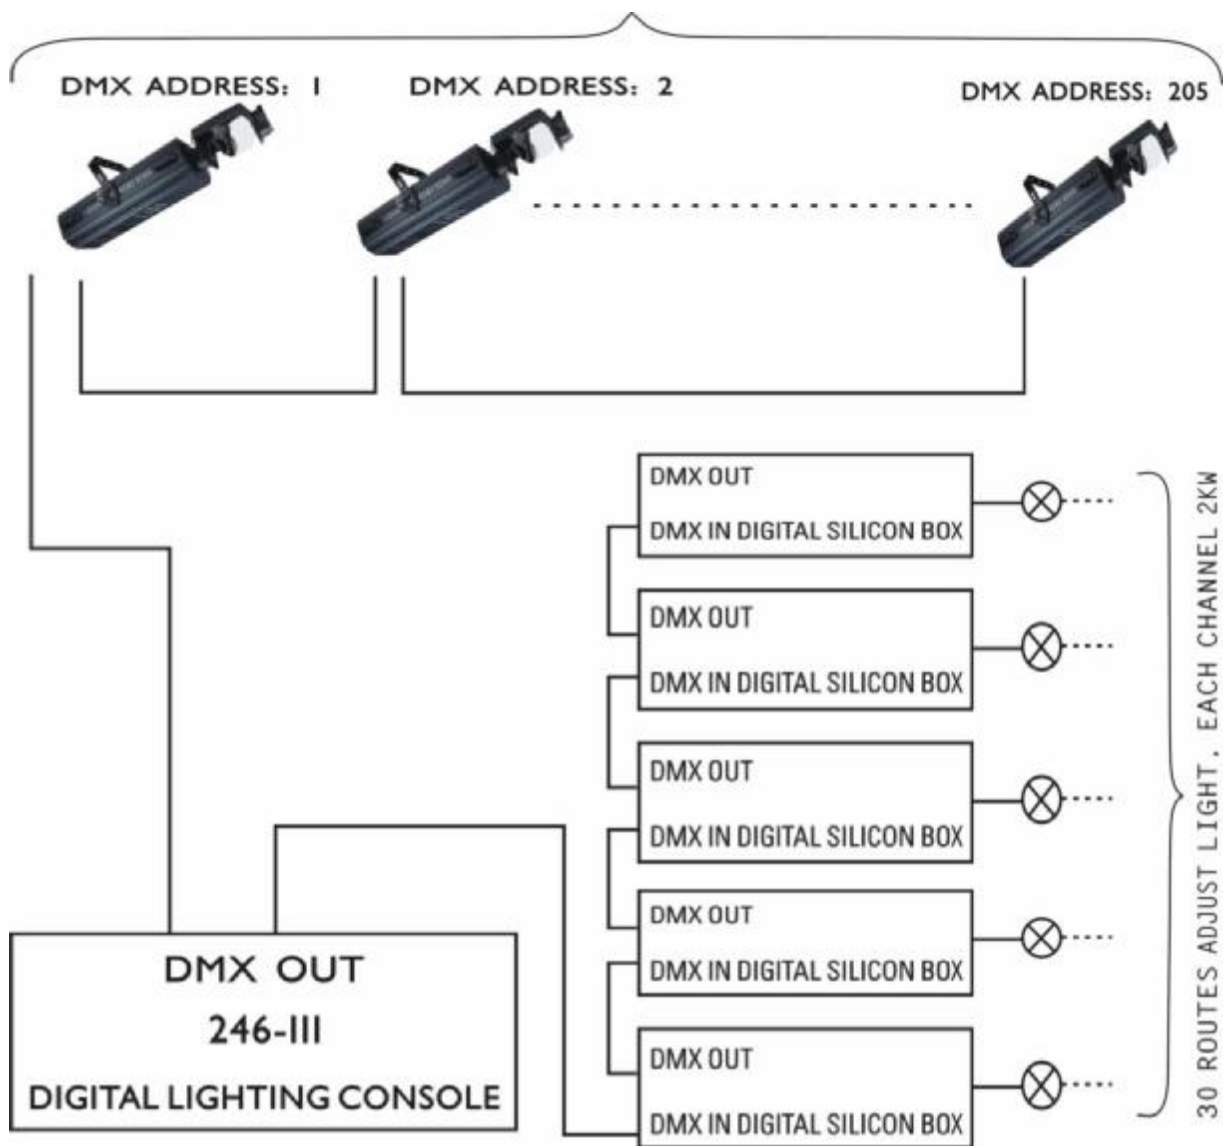 DMX ADDRESS: 1
DMX ADDRESS: 2
DMX ADDRESS: 205
DMX OUT
DMX IN DIGITAL SILICON BOX
DMX OUT
DMX IN DIGITAL SILICON BOX
DMX OUT
DMX IN DIGITAL SILICON BOX
DMX OUT
DMX IN DIGITAL SILICON BOX
DMX OUT
DMX IN DIGITAL SILICON BOX
30 ROUTES ADJUST LIGHT, EACH CHANNEL 2KW
DMX OUT
246-III
DIGITAL LIGHTING CONSOLE